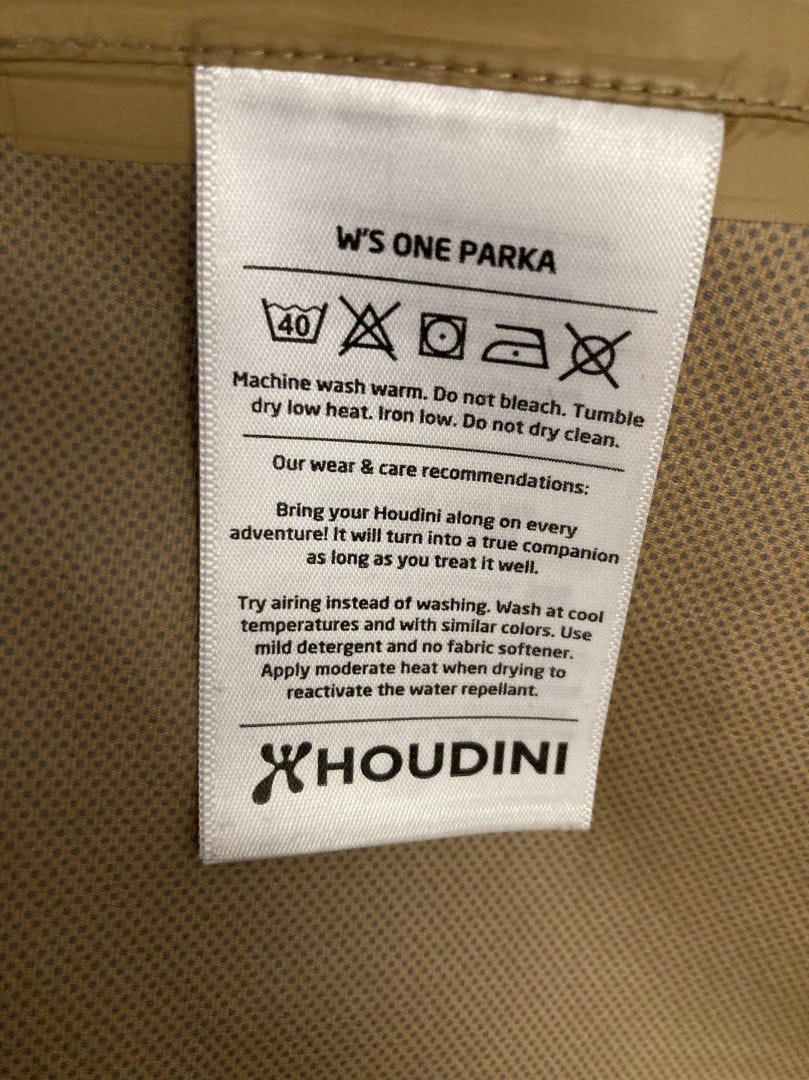 W'S ONE PARKA
40
Machine wash warm. Do not bleach. Tumble
dry low heat. Iron low. Do not dry clean.
Our wear & care recommendations:
Bring your Houdini along on every
adventure! It will turn into a true companion
as long as you treat it well.
Try airing instead of washing. Wash at cool
temperatures and with similar colors. Use
mild detergent and no fabric softener.
Apply moderate heat when drying to
reactivate the water repellant.
HOUDINI